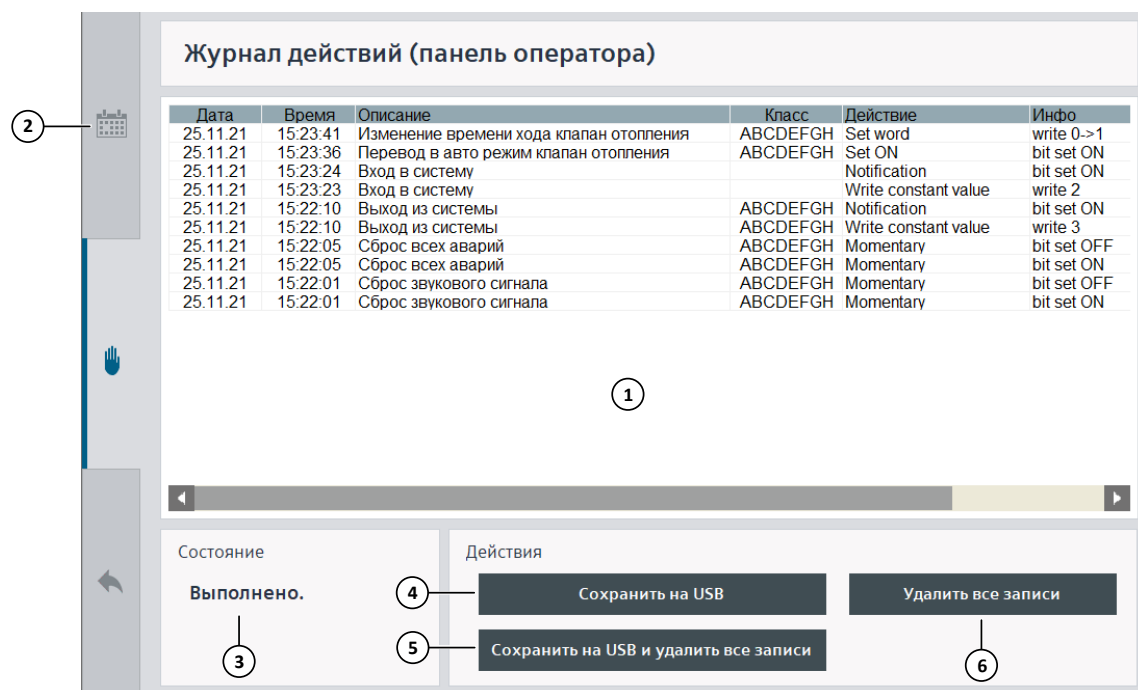 Журнал действий (панель оператора)
2
Дата Время Описание Класс Действие Инфо
25.11.21 15:23:41 Изменение времени хода клапан отопления ABCDEFGH Set word write 0->1
25.11.21 15:23:36 Перевод в авто режим клапан отопления ABCDEFGH Set ON bit set ON
25.11.21 15:23:24 Вход в систему Notification bit set ON
25.11.21 15:23:23 Вход в систему Write constant value write 2
25.11.21 15:22:10 Выход из системы ABCDEFGH Notification bit set ON
25.11.21 15:22:10 Выход из системы ABCDEFGH Write constant value write 3
25.11.21 15:22:05 Сброс всех аварий ABCDEFGH Momentary bit set OFF
25.11.21 15:22:05 Сброс всех аварий ABCDEFGH Momentary bit set ON
25.11.21 15:22:01 Сброс звукового сигнала ABCDEFGH Momentary bit set OFF
25.11.21 15:22:01 Сброс звукового сигнала ABCDEFGH Momentary bit set ON
1
Состояние
Выполнено.
3
Действия
4
Сохранить на USB
Удалить все записи
5
Сохранить на USB и удалить все записи
6